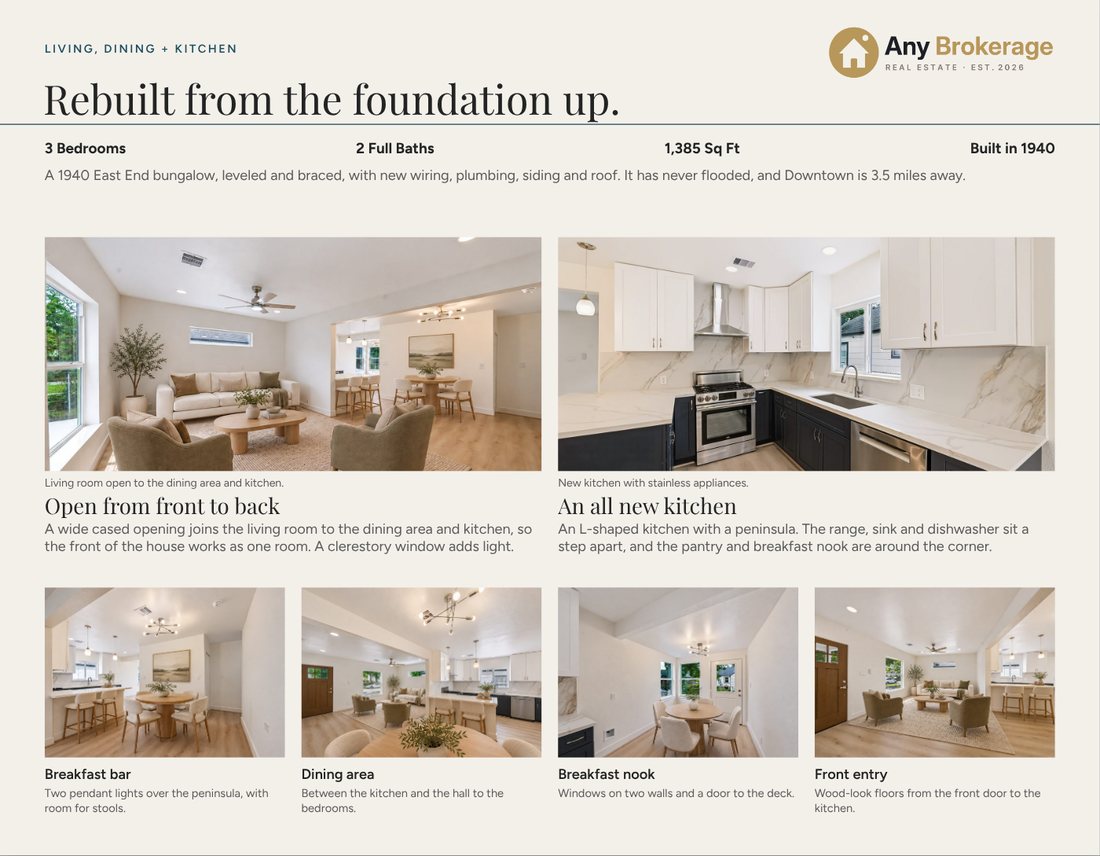 LIVING, DINING + KITCHEN
Any Brokerage
REAL ESTATE · EST. 2026
Rebuilt from the foundation up.
3 Bedrooms
2 Full Baths
1,385 Sq Ft
Built in 1940
A 1940 East End bungalow, leveled and braced, with new wiring, plumbing, siding and roof. It has never flooded, and Downtown is 3.5 miles away.
Living room open to the dining area and kitchen.
Open from front to back
A wide cased opening joins the living room to the dining area and kitchen, so
the front of the house works as one room. A clerestory window adds light.
New kitchen with stainless appliances.
An all new kitchen
An L-shaped kitchen with a peninsula. The range, sink and dishwasher sit a
step apart, and the pantry and breakfast nook are around the corner.
Breakfast bar
Two pendant lights over the peninsula, with
room for stools.
Dining area
Between the kitchen and the hall to the
bedrooms.
Breakfast nook
Windows on two walls and a door to the deck.
Front entry
Wood-look floors from the front door to the
kitchen.